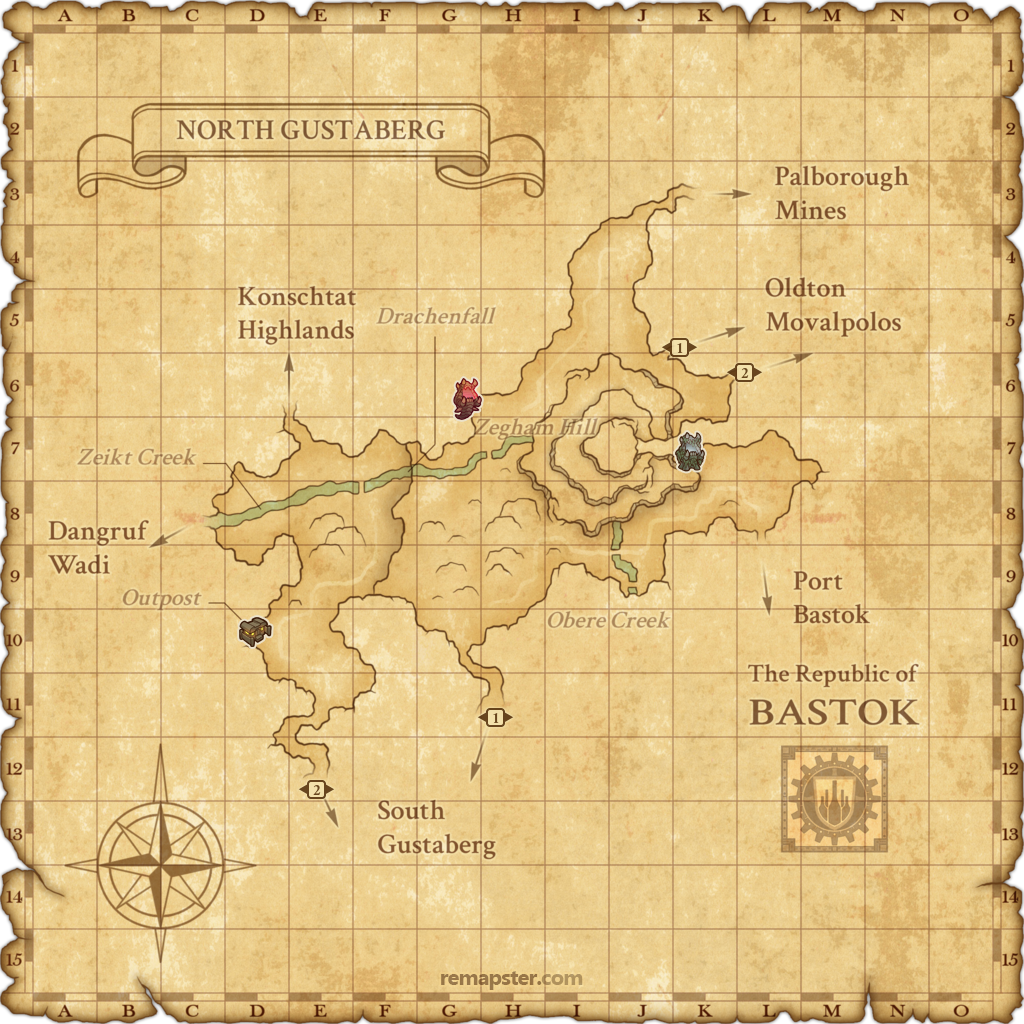 A B C D E F G H I J K L M N O
1 1
2 2
NORTH GUSTABERG
3 3
Palborough
Mines
4 4
Konschtat
Highlands
Drachenfall
Oldton
Movalpolos
5 5
1
2
6 6
Zegham Hill
7 7
Zeikt Creek
8 8
Dangruf
Wadi
9 9
Outpost
Port
Bastok
Obere Creek
10 10
The Republic of
BASTOK
11 11
1
12 12
2
South
Gustaberg
13 13
14 14
15 15
remapster.com
A B C D E F G H I J K L M N O